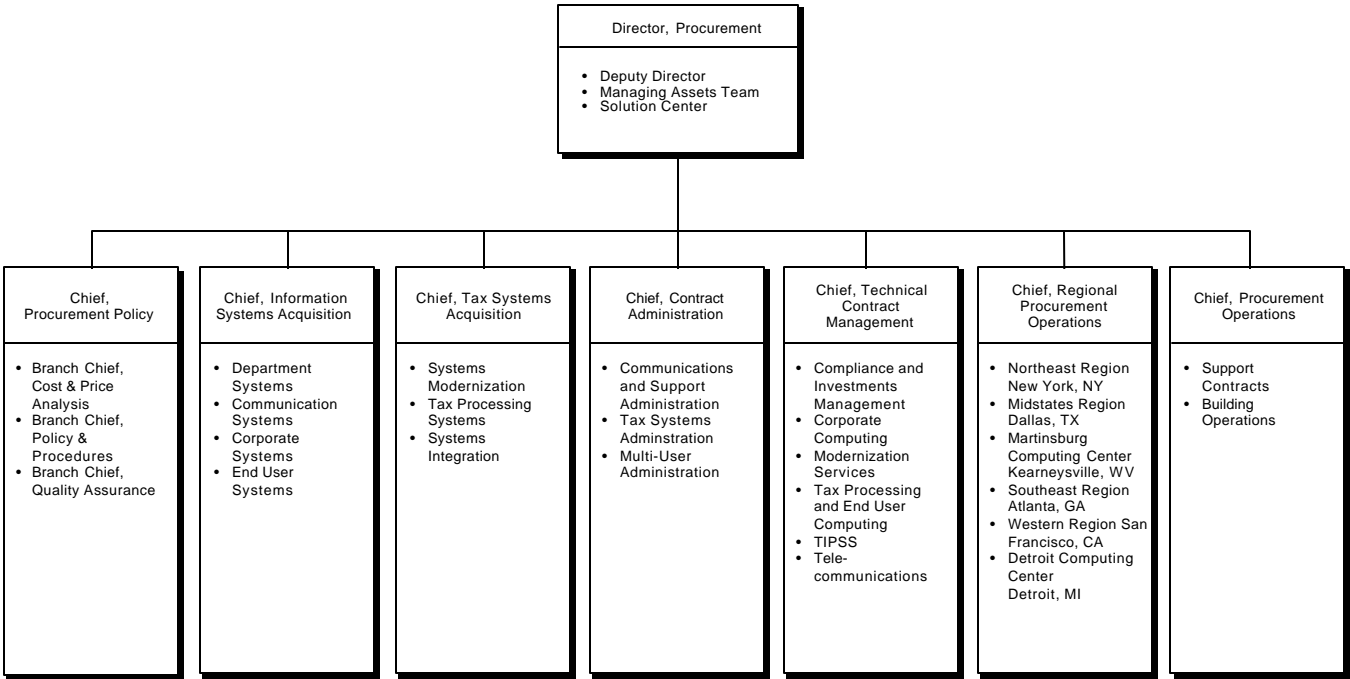 Director, Procurement
• Deputy Director
• Managing Assets Team
• Solution Center
Chief,
Procurement Policy
• Branch Chief,
Cost & Price
Analysis
• Branch Chief,
Policy &
Procedures
• Branch Chief,
Quality Assurance
Chief, Information
Systems Acquisition
• Department
Systems
• Communication
Systems
• Corporate
Systems
• End User
Systems
Chief, Tax Systems
Acquisition
• Systems
Modernization
• Tax Processing
Systems
• Systems
Integration
Chief, Contract
Administration
• Communications
and Support
Administration
• Tax Systems
Adminstration
• Multi-User
Administration
Chief, Technical
Contract
Management
• Compliance and
Investments
Management
• Corporate
Computing
• Modernization
Services
• Tax Processing
and End User
Computing
• TIPSS
• Tele-
communications
Chief, Regional
Procurement
Operations
• Northeast Region
New York, NY
• Midstates Region
Dallas, TX
• Martinsburg
Computing Center
Kearneysville, WV
• Southeast Region
Atlanta, GA
• Western Region San
Francisco, CA
• Detroit Computing
Center
Detroit, MI
Chief, Procurement
Operations
• Support
Contracts
• Building
Operations